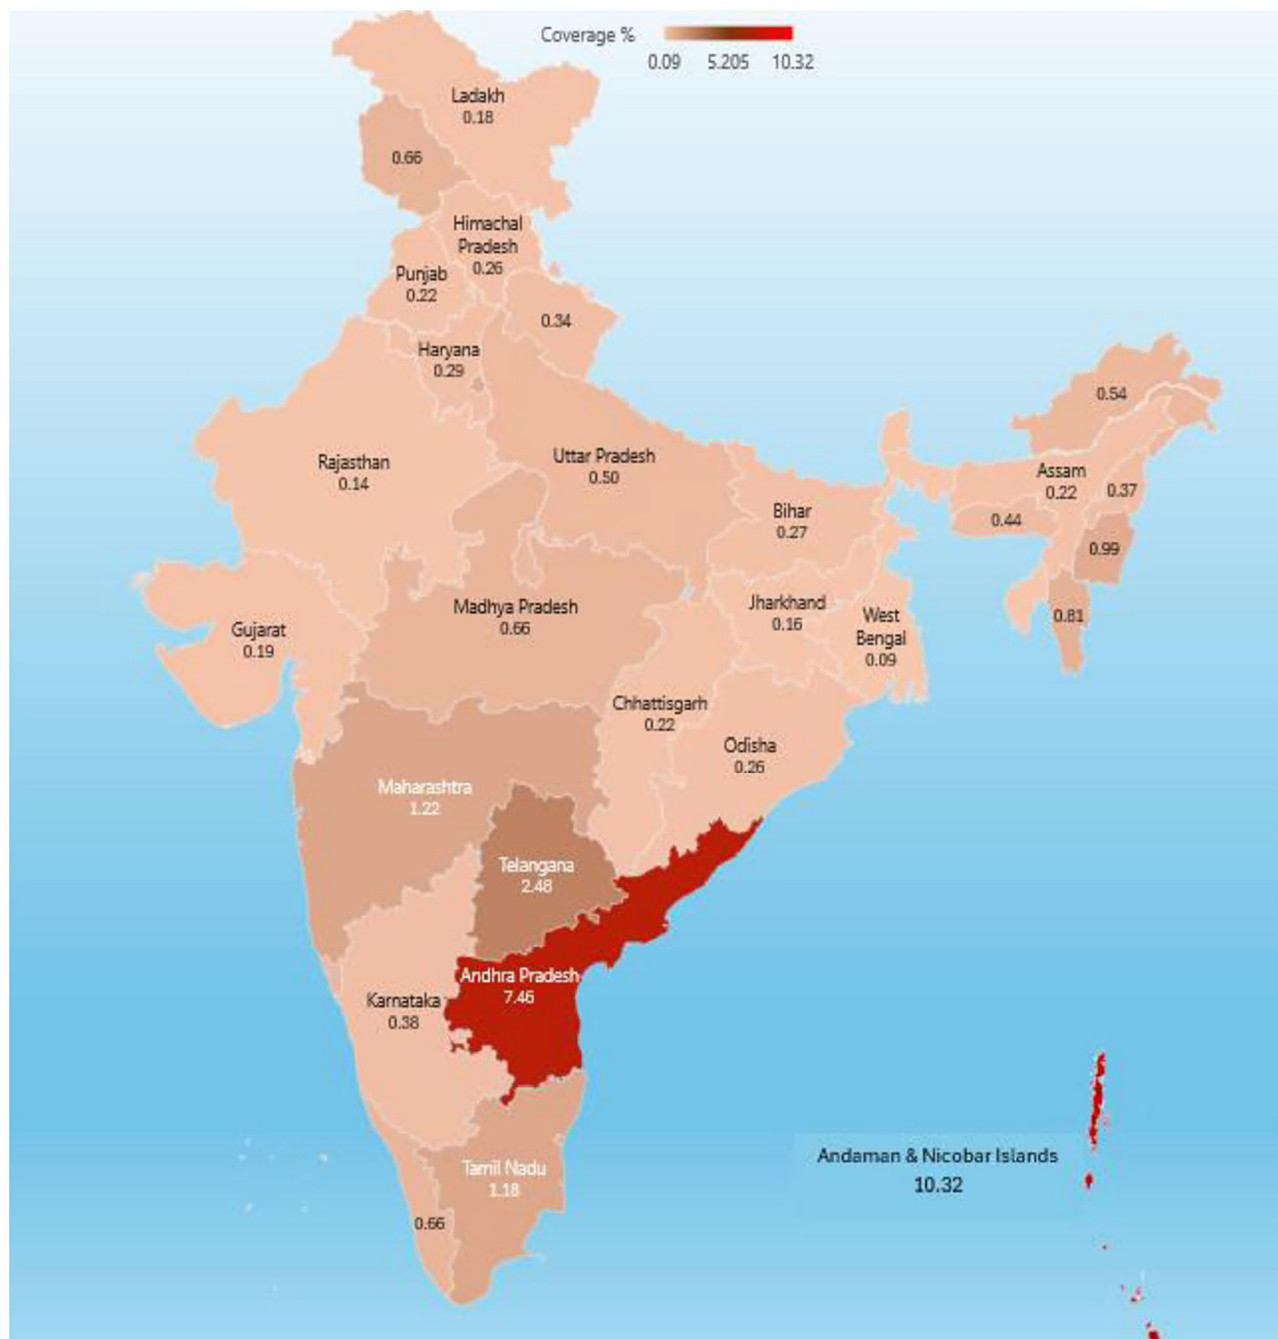 Coverage %
0.09 5.205 10.32
Ladakh
0.18
0.66
Himachal
Pradesh
0.26
Punjab
0.22
0.34
Haryana
0.29
0.54
Rajasthan
0.14
Uttar Pradesh
0.50
Assam
0.22
0.37
Bihar
0.27
0.44
0.99
Madhya Pradesh
0.66
Jharkhand
0.16
West
Bengal
0.09
0.81
Gujarat
0.19
Chhattisgarh
0.22
Odisha
0.26
Maharashtra
1.22
Telangana
2.48
Andhra Pradesh
7.46
Karnataka
0.38
Andaman & Nicobar Islands
10.32
Tamil Nadu
1.18
0.66